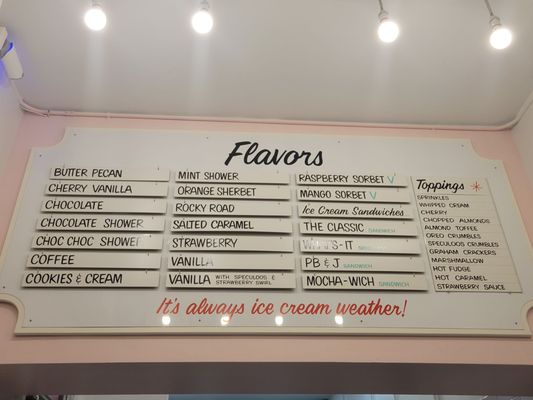 Flavors
BUTTER PECAN
CHERRY VANILLA
CHOCOLATE
CHOCOLATE SHOWER
CHOC CHOC SHOWER
COFFEE
COOKIES & CREAM
MINT SHOWER
ORANGE SHERBET
ROCKY ROAD
SALTED CARAMEL
STRAWBERRY
VANILLA
VANILLA WITH SPECULOOS & STRAWBERRY SWIRL
RASPBERRY SORBET V
MANGO SORBET V
Ice Cream Sandwiches
THE CLASSIC SANDWICH
WHAT'S-IT SANDWICH
PB & J SANDWICH
MOCHA-WICH SANDWICH
Toppings
SPRINKLES
WHIPPED CREAM
CHERRY
CHOPPED ALMONDS
ALMOND TOFFEE
OREO CRUMBLES
SPECULOOS CRUMBLES
GRAHAM CRACKERS
MARSHMALLOW
HOT FUDGE
HOT CARAMEL
STRAWBERRY SAUCE
It's always ice cream weather!